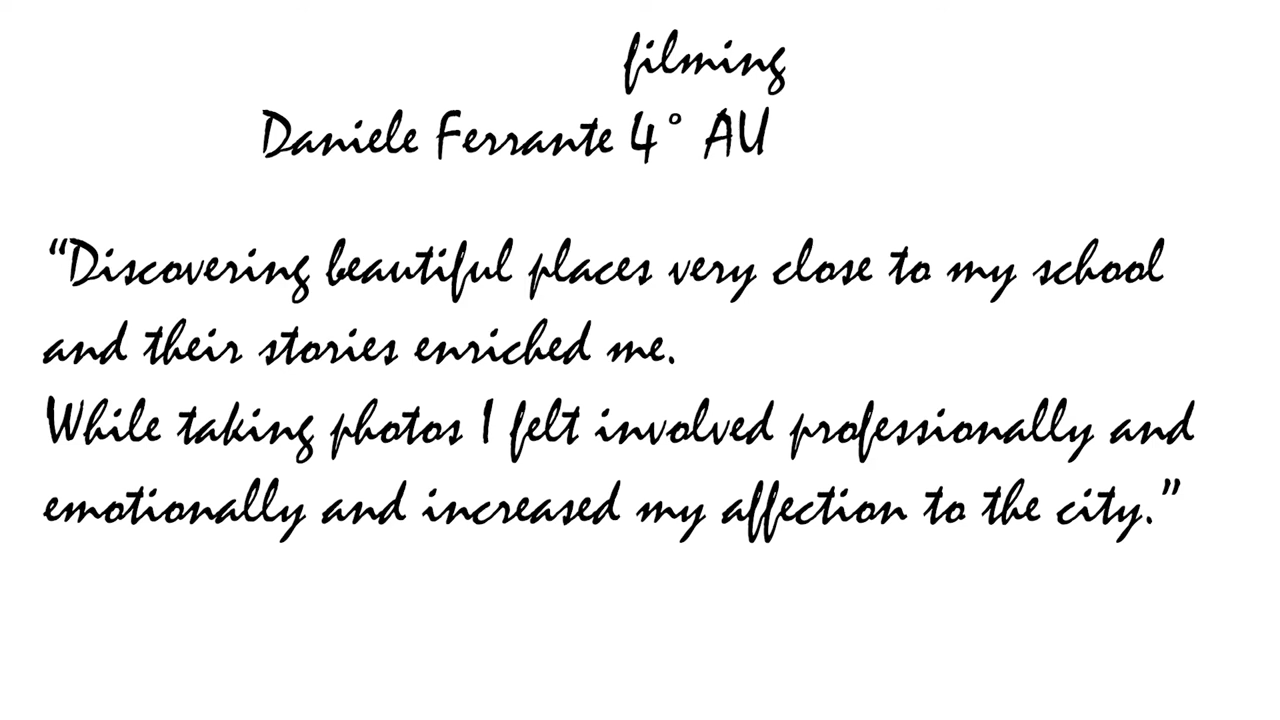 filming
Daniele Ferrante 4° AU
“Discovering beautiful places very close to my school
and their stories enriched me.
While taking photos I felt involved professionally and
emotionally and increased my affection to the city.”